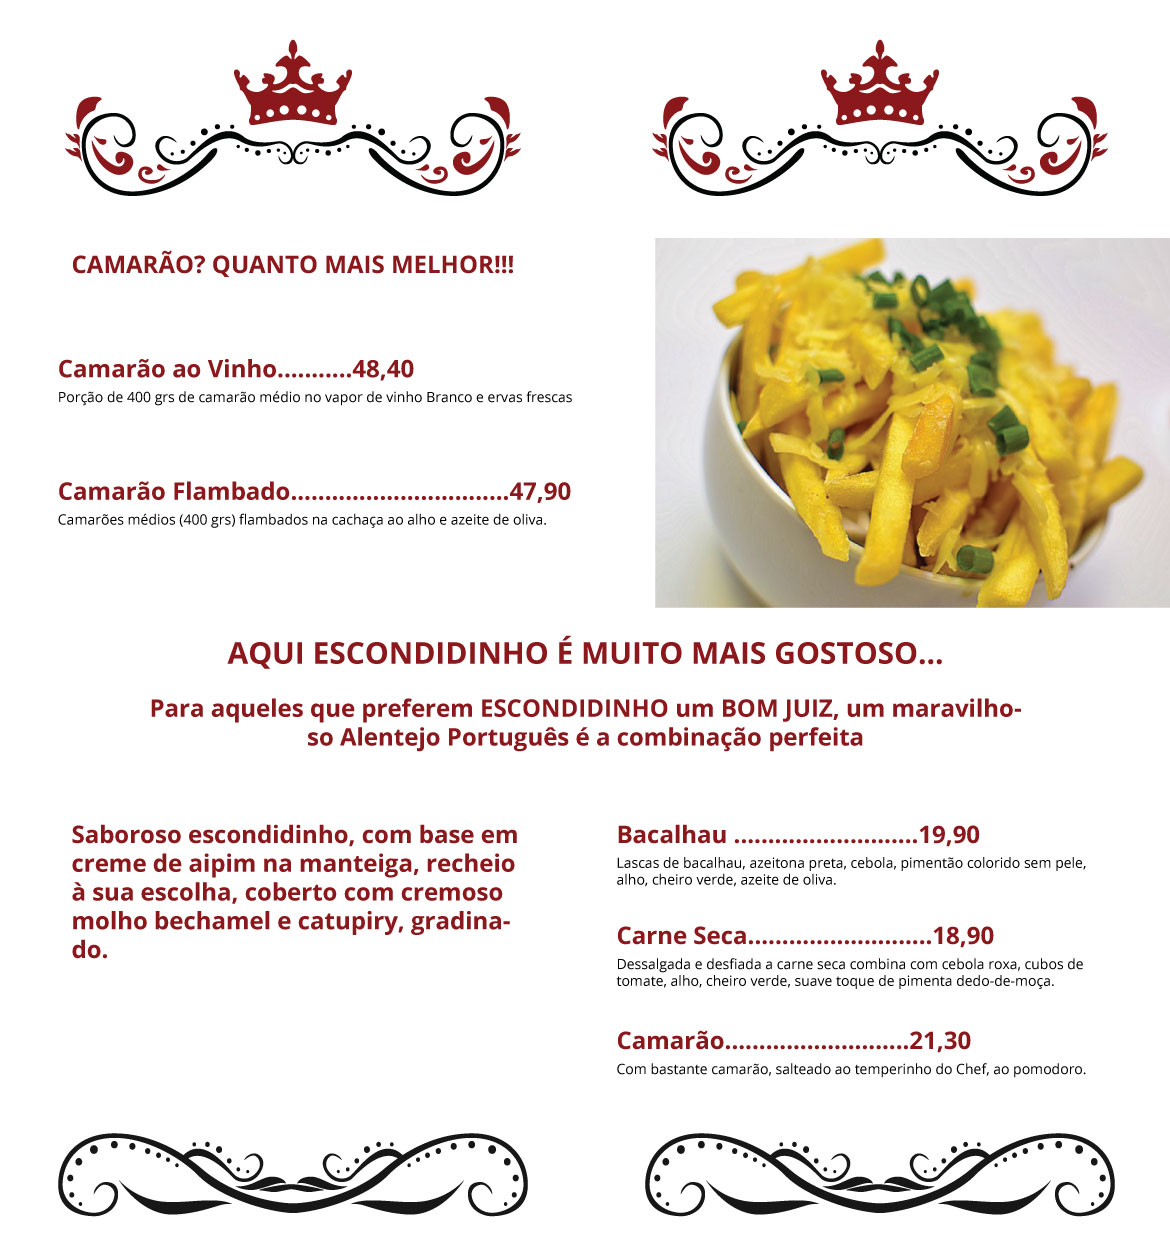 CAMARÃO? QUANTO MAIS MELHOR!!!
Camarão ao Vinho...........48,40
Porção de 400 grs de camarão médio no vapor de vinho Branco e ervas frescas
Camarão Flambado................................47,90
Camarões médios (400 grs) flambados na cachaça ao alho e azeite de oliva.
AQUI ESCONDIDINHO É MUITO MAIS GOSTOSO...
Para aqueles que preferem ESCONDIDINHO um BOM JUIZ, um maravilho-
so Alentejo Português é a combinação perfeita
Saboroso escondidinho, com base em
creme de aipim na manteiga, recheio
à sua escolha, coberto com cremoso
molho bechamel e catupiry, gradina-
do.
Bacalhau ...........................19,90
Lascas de bacalhau, azeitona preta, cebola, pimentão colorido sem pele,
alho, cheiro verde, azeite de oliva.
Carne Seca...........................18,90
Dessalgada e desfiada a carne seca combina com cebola roxa, cubos de
tomate, alho, cheiro verde, suave toque de pimenta dedo-de-moça.
Camarão...........................21,30
Com bastante camarão, salteado ao temperinho do Chef, ao pomodoro.